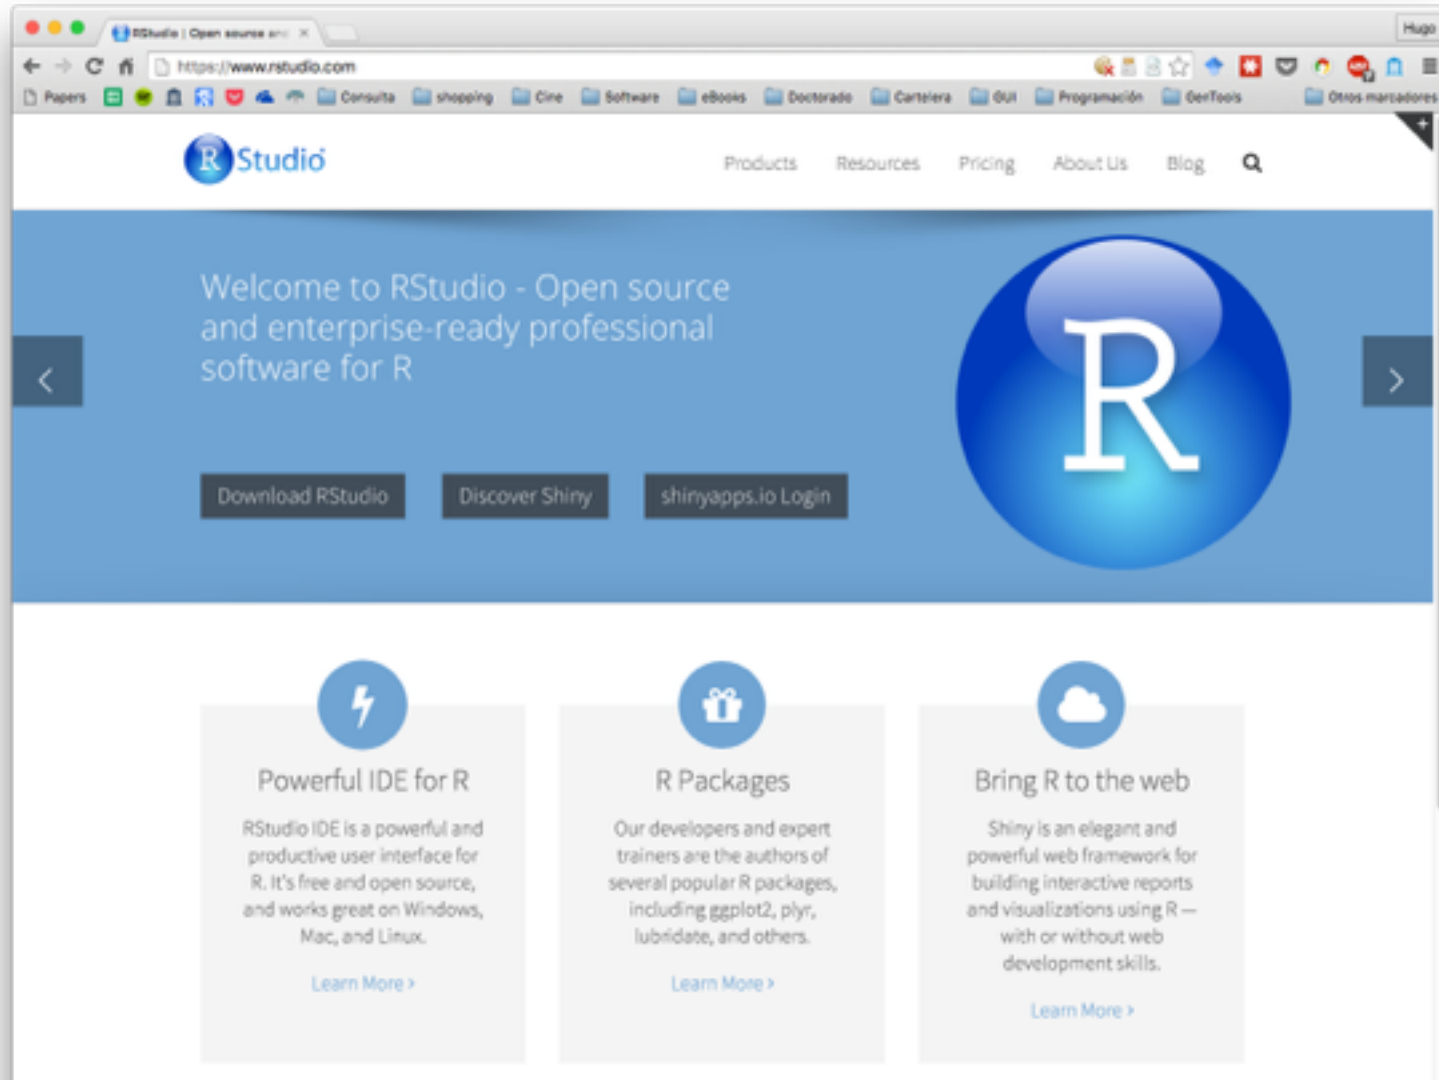 RStudio | Open source and
Hugo
https://www.rstudio.com
Papers
Consulta
shopping
Cine
Software
eBooks
Doctorado
Cartelera
GUI
Programación
GenTools
Otros marcadores
R Studio
Products
Resources
Pricing
About Us
Blog
Welcome to RStudio - Open source
and enterprise-ready professional
software for R
R
Download RStudio
Discover Shiny
shinyapps.io Login
Powerful IDE for R
RStudio IDE is a powerful and
productive user interface for
R. It's free and open source,
and works great on Windows,
Mac, and Linux.
Learn More >
R Packages
Our developers and expert
trainers are the authors of
several popular R packages,
including ggplot2, plyr,
lubridate, and others.
Learn More >
Bring R to the web
Shiny is an elegant and
powerful web framework for
building interactive reports
and visualizations using R —
with or without web
development skills.
Learn More >